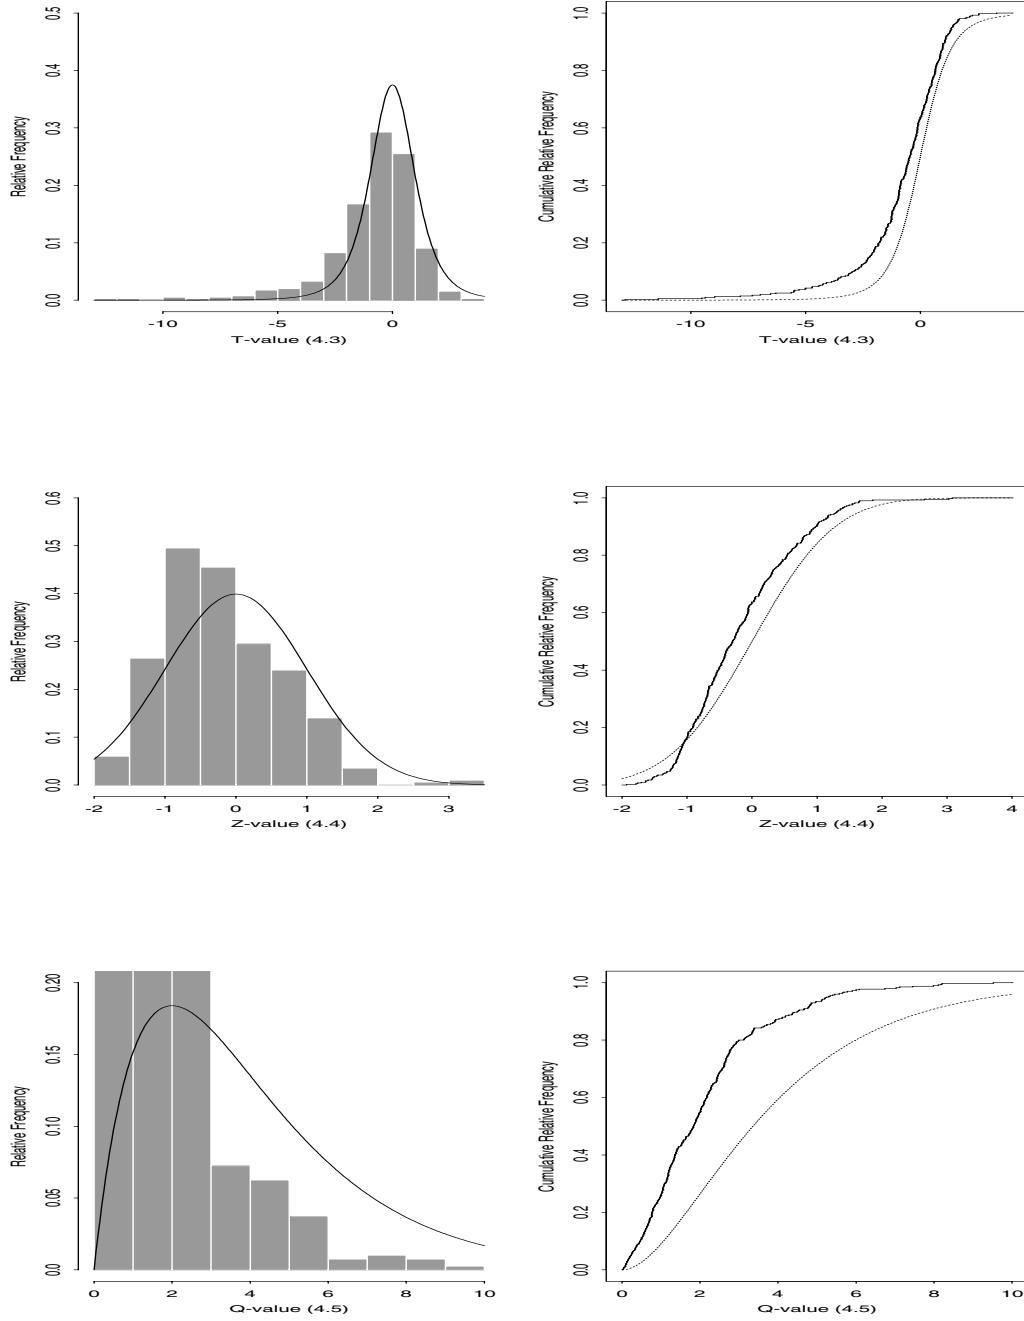 Relative Frequency
0.0 0.1 0.2 0.3 0.4 0.5
-10 -5 0
T-value (4.3)
Cumulative Relative Frequency
0.0 0.2 0.4 0.6 0.8 1.0
-10 -5 0
T-value (4.3)
Relative Frequency
0.0 0.1 0.2 0.3 0.4 0.5 0.6
-2 -1 0 1 2 3
Z-value (4.4)
Cumulative Relative Frequency
0.0 0.2 0.4 0.6 0.8 1.0
-2 -1 0 1 2 3 4
Z-value (4.4)
Relative Frequency
0.0 0.05 0.10 0.15 0.20
0 2 4 6 8 10
Q-value (4.5)
Cumulative Relative Frequency
0.0 0.2 0.4 0.6 0.8 1.0
0 2 4 6 8 10
Q-value (4.5)